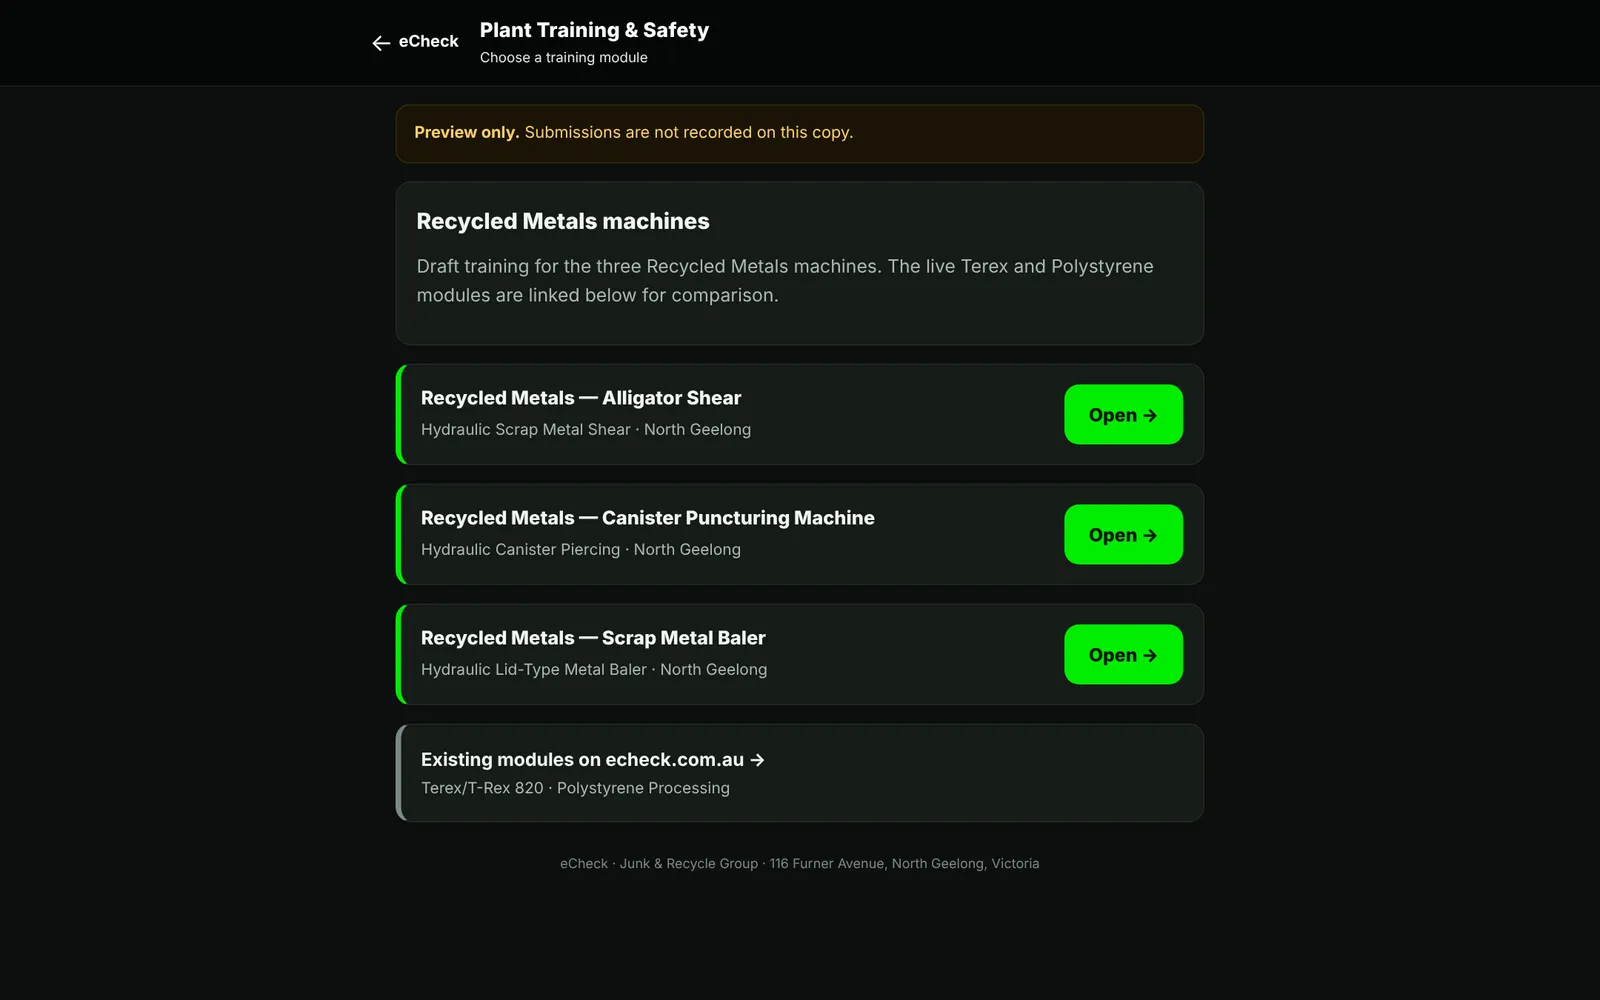 ← eCheck
Plant Training & Safety
Choose a training module
Preview only. Submissions are not recorded on this copy.
Recycled Metals machines
Draft training for the three Recycled Metals machines. The live Terex and Polystyrene
modules are linked below for comparison.
Recycled Metals — Alligator Shear
Hydraulic Scrap Metal Shear · North Geelong
Open →
Recycled Metals — Canister Puncturing Machine
Hydraulic Canister Piercing · North Geelong
Open →
Recycled Metals — Scrap Metal Baler
Hydraulic Lid-Type Metal Baler · North Geelong
Open →
Existing modules on echeck.com.au →
Terex/T-Rex 820 · Polystyrene Processing
eCheck · Junk & Recycle Group · 116 Furner Avenue, North Geelong, Victoria